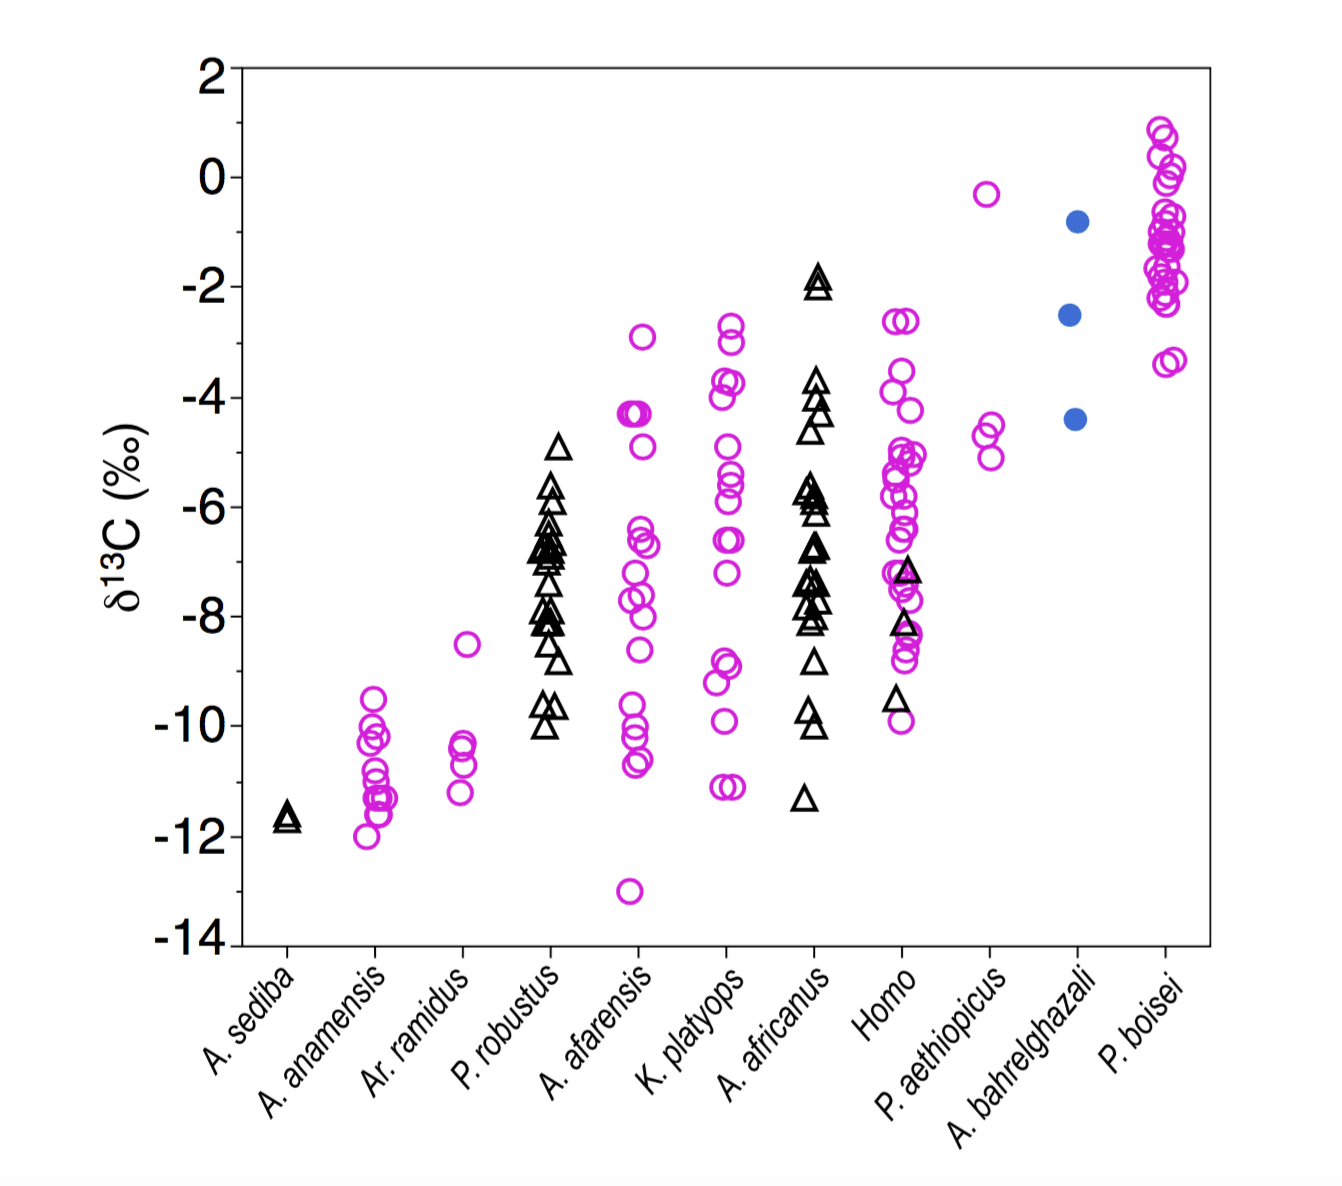 2
0
-2
-4
-6
-8
-10
-12
-14
δ13C (‰)
A. sediba
A. anamensis
Ar. ramidus
P. robustus
A. afarensis
K. platyops
A. africanus
Homo
P. aethiopicus
A. bahrelghazali
P. boisei